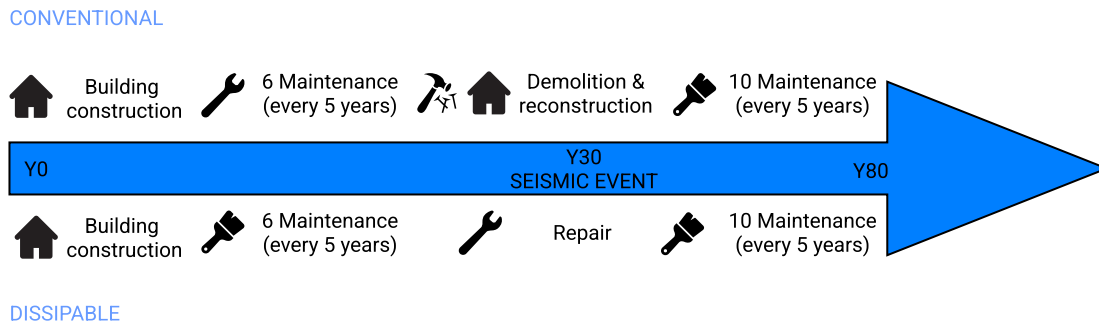 CONVENTIONAL
Building
construction
6 Maintenance
(every 5 years)
Demolition &
reconstruction
10 Maintenance
(every 5 years)
Y0
Y30
SEISMIC EVENT
Y80
Building
construction
6 Maintenance
(every 5 years)
Repair
10 Maintenance
(every 5 years)
DISSIPABLE